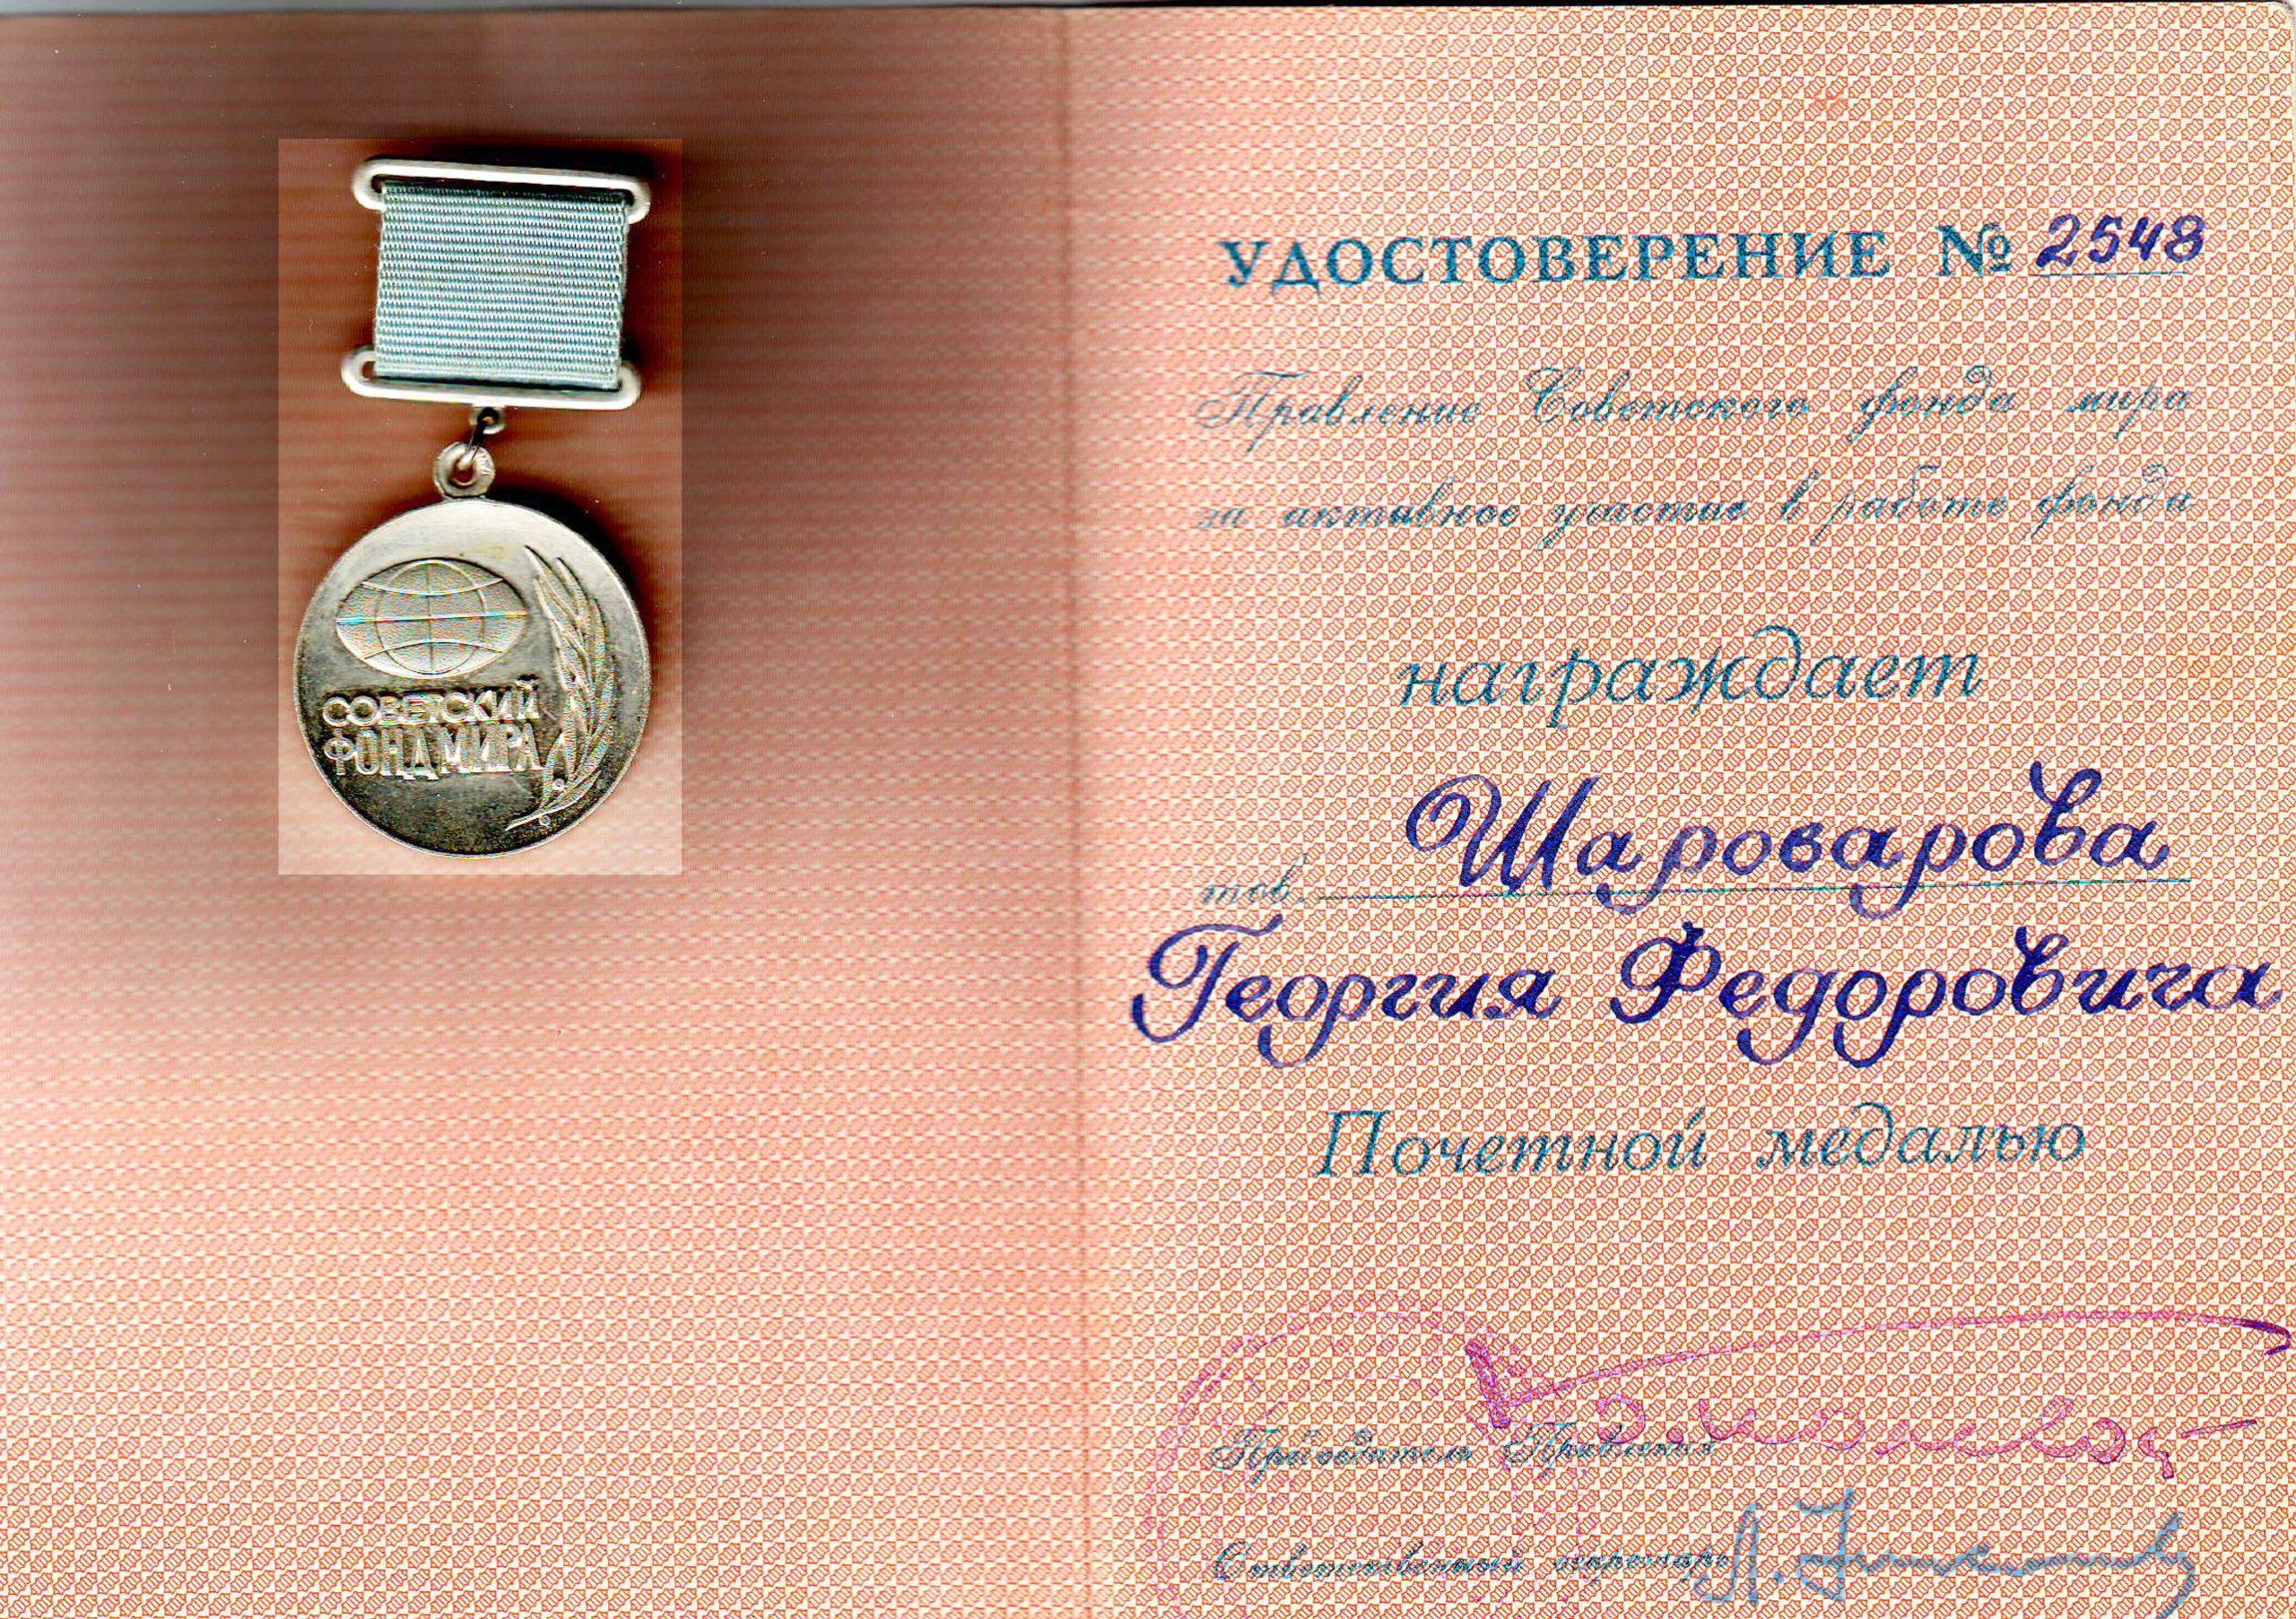 СОВЕТСКИЙ
ФОНД МИРА
УДОСТОВЕРЕНИЕ № 2548
Правление Советского фонда мира
за активное участие в работе фонда
награждает
тов. Шароварова
Георгия Федоровича
Почетной медалью
Председатель Правления
Ответственный секретарь